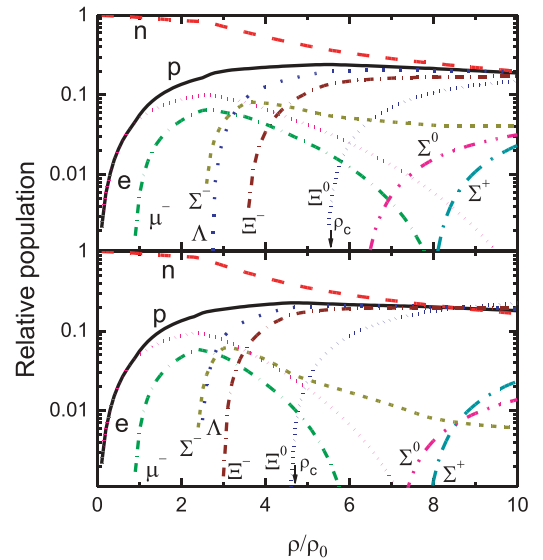 Relative population
1
0.1
0.01
n
p
e
μ⁻
Σ⁻
Λ
Ξ⁻
Ξ⁰
ρc
Σ⁰
Σ⁺
1
0.1
0.01
n
p
e
μ⁻
Σ⁻
Λ
Ξ⁻
Ξ⁰
ρc
Σ⁰
Σ⁺
0 2 4 6 8 10
ρ/ρ₀